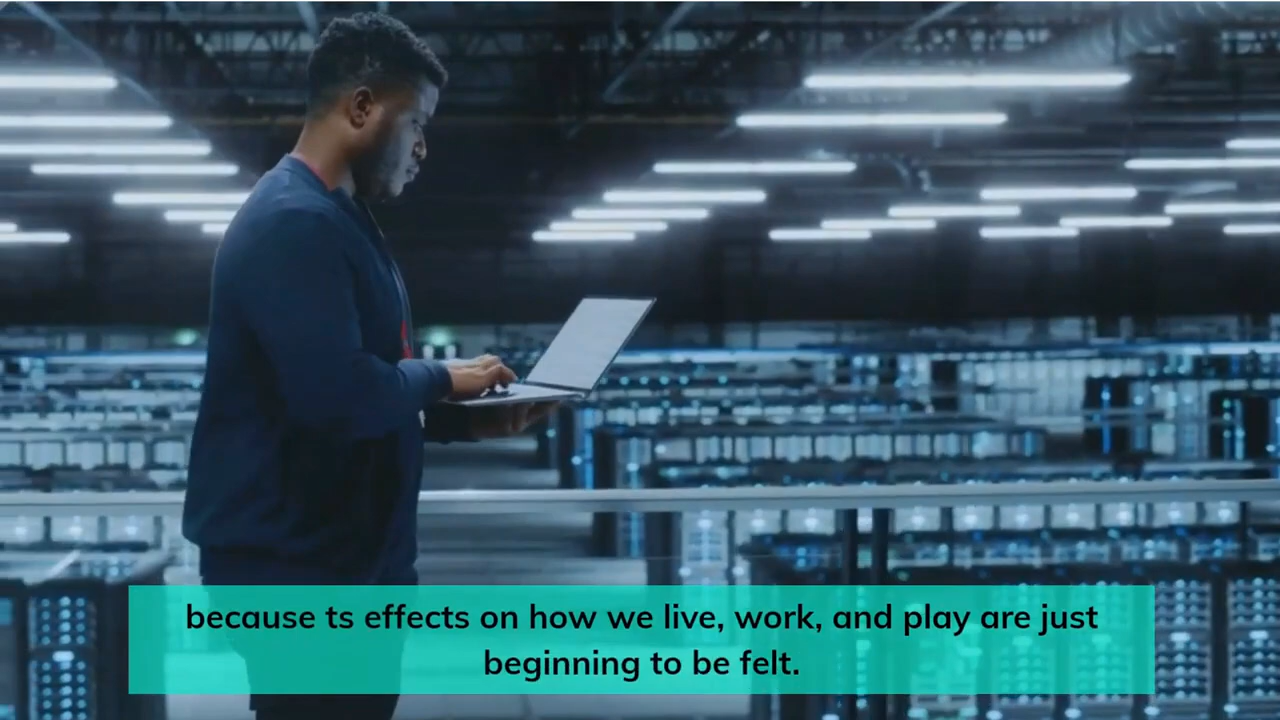 because ts effects on how we live, work, and play are just
beginning to be felt.